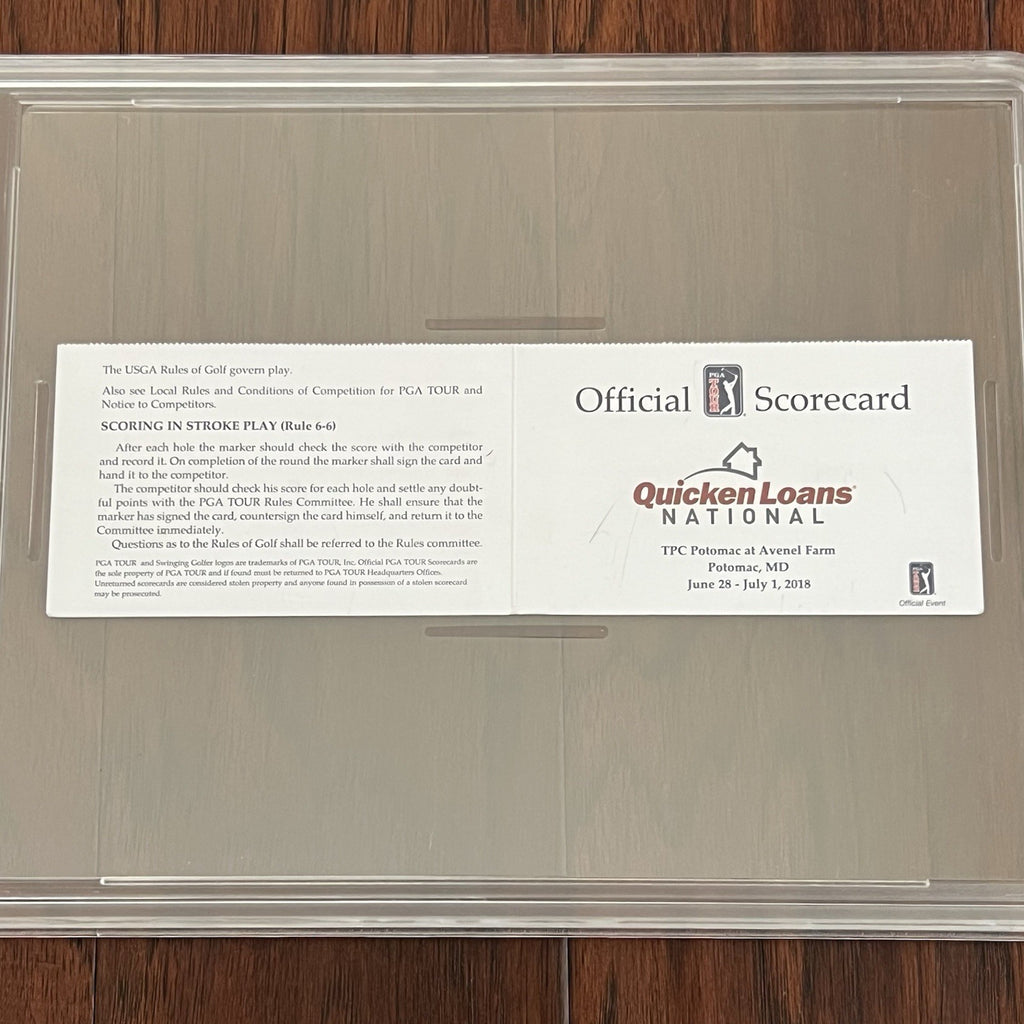 The USGA Rules of Golf govern play.
Also see Local Rules and Conditions of Competition for PGA TOUR and
Notice to Competitors.
SCORING IN STROKE PLAY (Rule 6-6)
After each hole the marker should check the score with the competitor
and record it. On completion of the round the marker shall sign the card and
hand it to the competitor.
The competitor should check his score for each hole and settle any doubt-
ful points with the PGA TOUR Rules Committee. He shall ensure that the
marker has signed the card, countersign the card himself, and return it to the
Committee immediately.
Questions as to the Rules of Golf shall be referred to the Rules committee.
PGA TOUR and Swinging Golfer logos are trademarks of PGA TOUR, Inc. Official PGA TOUR Scorecards are
the sole property of PGA TOUR and if found must be returned to PGA TOUR Headquarters Offices.
Unreturned scorecards are considered stolen property and anyone found in possession of a stolen scorecard
may be prosecuted.
Official PGA TOUR Scorecard
Quicken Loans
NATIONAL
TPC Potomac at Avenel Farm
Potomac, MD
June 28 - July 1, 2018
PGA TOUR
Official Event